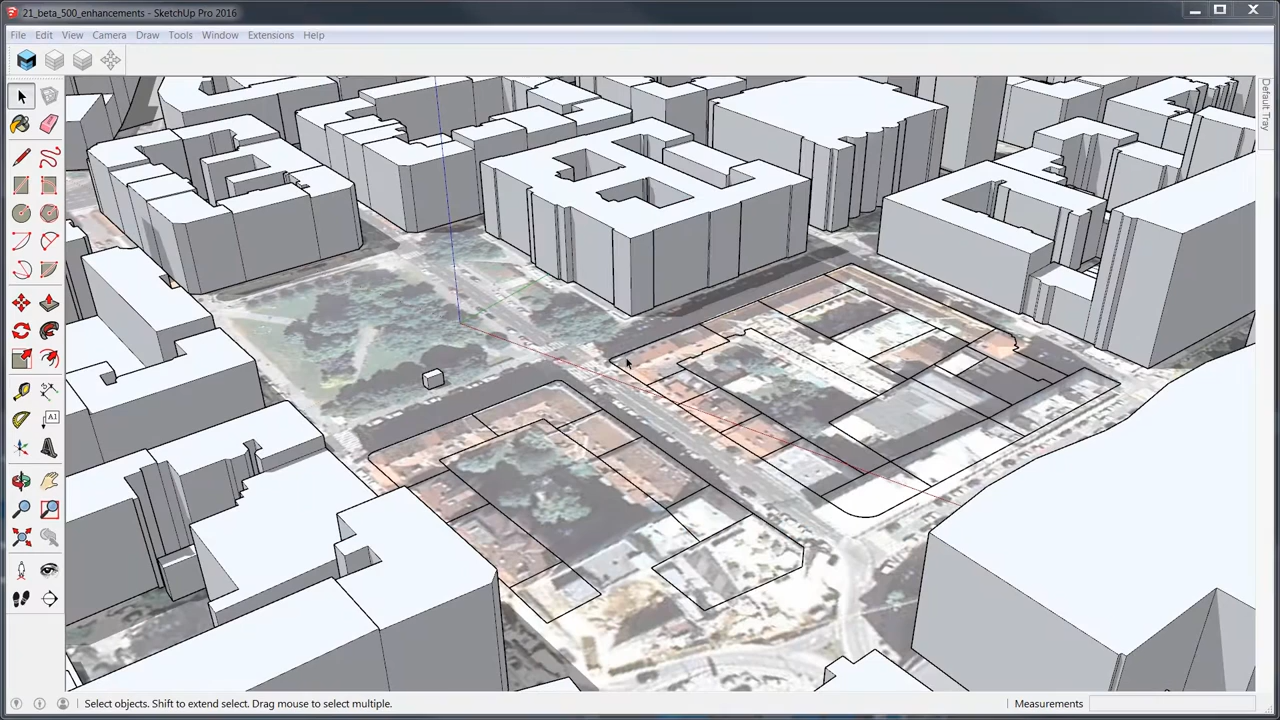 21_beta_500_enhancements - SketchUp Pro 2016
File Edit View Camera Draw Tools Window Extensions Help
Default Tray
A1
Select objects. Shift to extend select. Drag mouse to select multiple.
Measurements